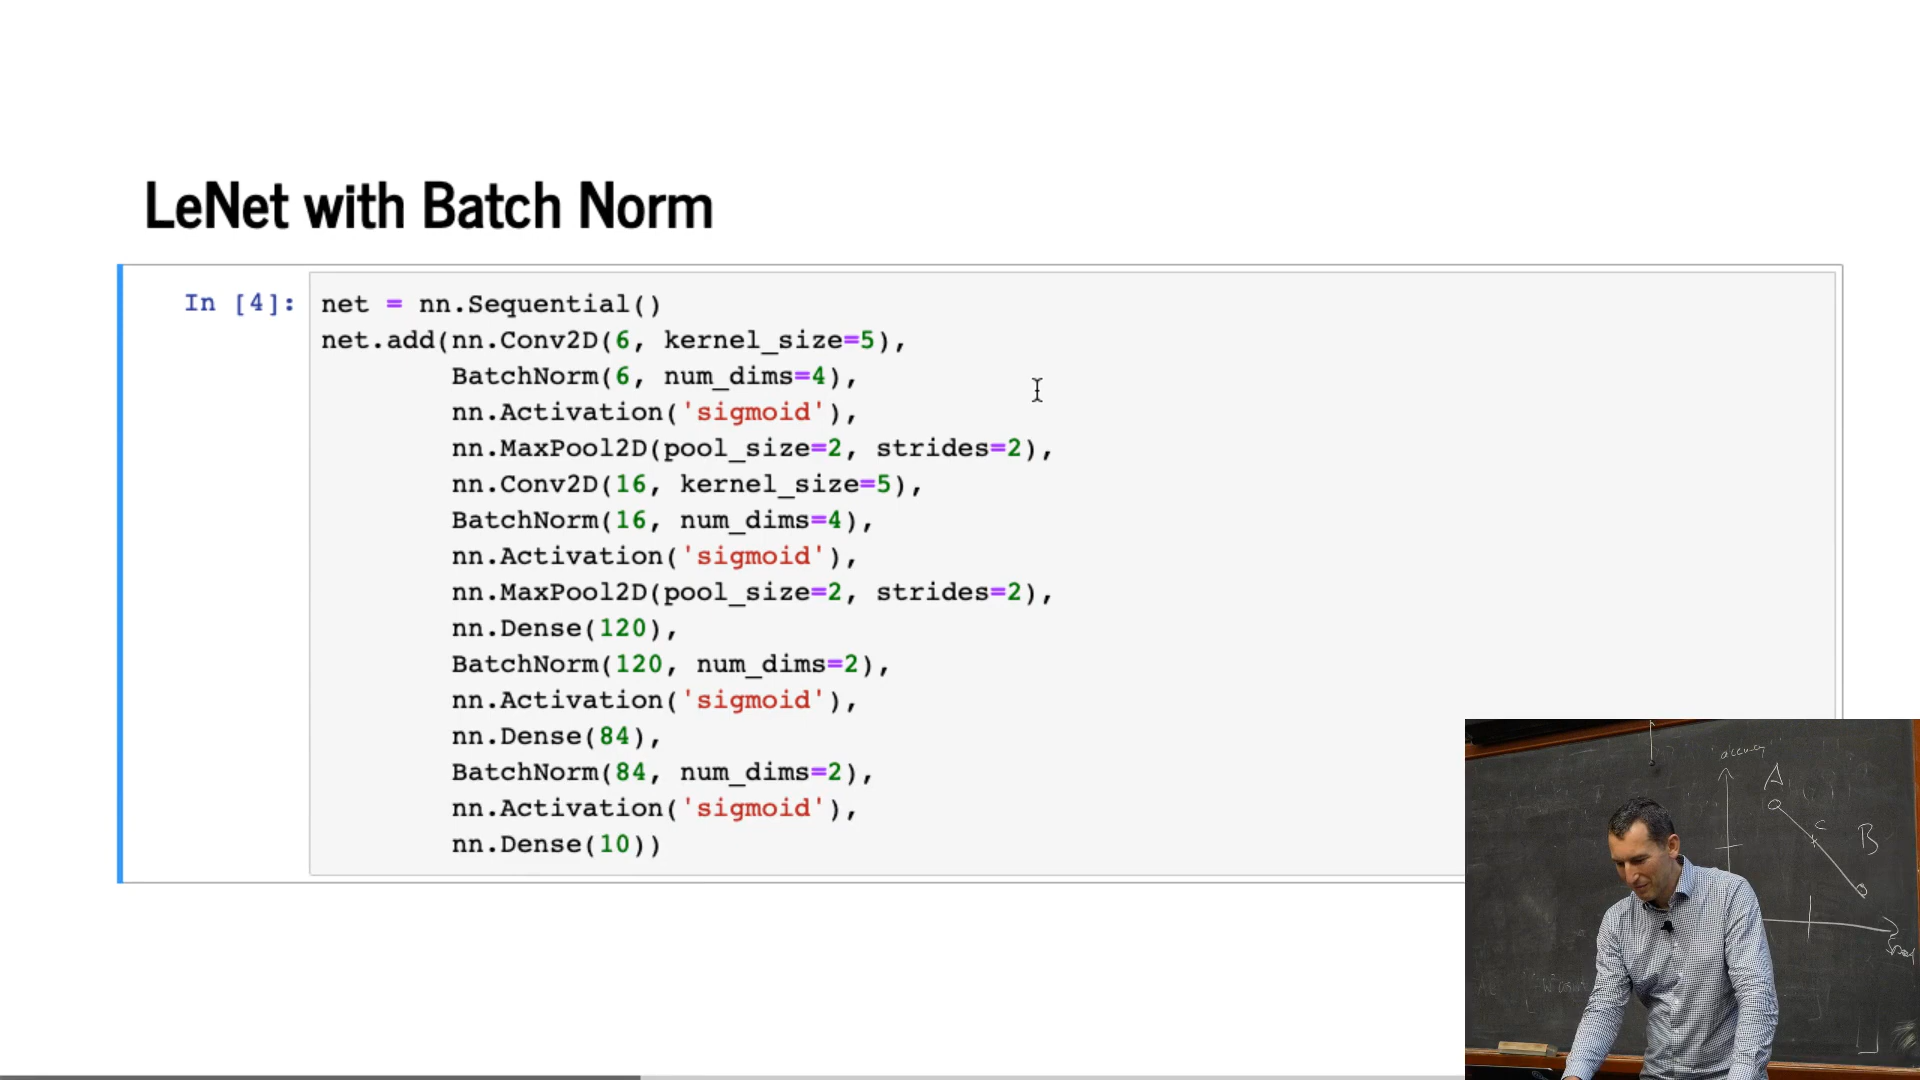 LeNet with Batch Norm
In [4]: net = nn.Sequential()
net.add(nn.Conv2D(6, kernel_size=5),
BatchNorm(6, num_dims=4),
nn.Activation('sigmoid'),
nn.MaxPool2D(pool_size=2, strides=2),
nn.Conv2D(16, kernel_size=5),
BatchNorm(16, num_dims=4),
nn.Activation('sigmoid'),
nn.MaxPool2D(pool_size=2, strides=2),
nn.Dense(120),
BatchNorm(120, num_dims=2),
nn.Activation('sigmoid'),
nn.Dense(84),
BatchNorm(84, num_dims=2),
nn.Activation('sigmoid'),
nn.Dense(10))
A
C
B